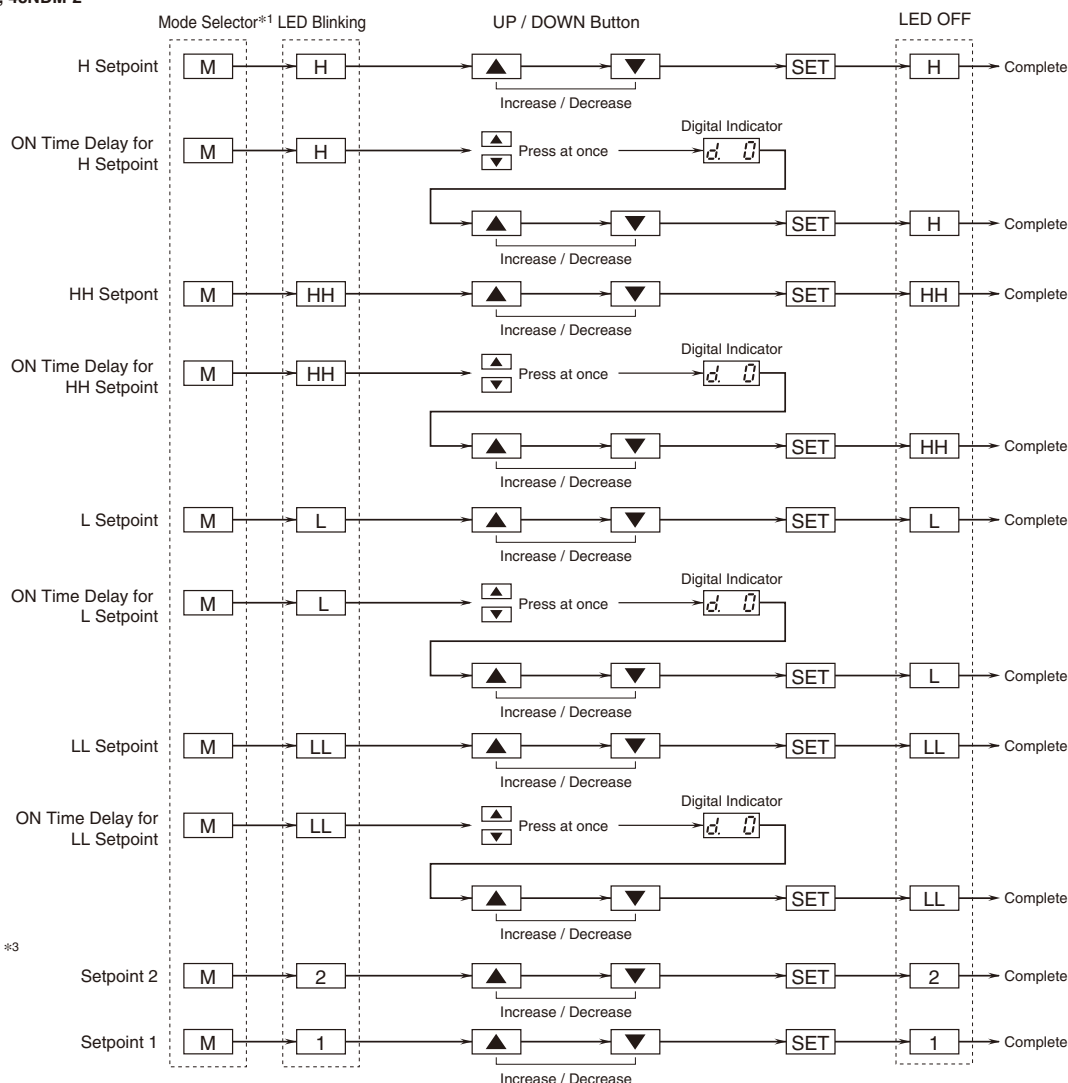 Mode Selector*1 LED Blinking UP / DOWN Button LED OFF
H Setpoint M H ▲ ▼ SET H Complete
Increase / Decrease
ON Time Delay for H Setpoint M H ▲ ▼ Press at once Digital Indicator d. 0
▲ ▼ SET H Complete
Increase / Decrease
HH Setpont M HH ▲ ▼ SET HH Complete
Increase / Decrease
ON Time Delay for HH Setpoint M HH ▲ ▼ Press at once Digital Indicator d. 0
▲ ▼ SET HH Complete
Increase / Decrease
L Setpoint M L ▲ ▼ SET L Complete
Increase / Decrease
ON Time Delay for L Setpoint M L ▲ ▼ Press at once Digital Indicator d. 0
▲ ▼ SET L Complete
Increase / Decrease
LL Setpoint M LL ▲ ▼ SET LL Complete
Increase / Decrease
ON Time Delay for LL Setpoint M LL ▲ ▼ Press at once Digital Indicator d. 0
▲ ▼ SET LL Complete
Increase / Decrease
*3
Setpoint 2 M 2 ▲ ▼ SET 2 Complete
Increase / Decrease
Setpoint 1 M 1 ▲ ▼ SET 1 Complete
Increase / Decrease